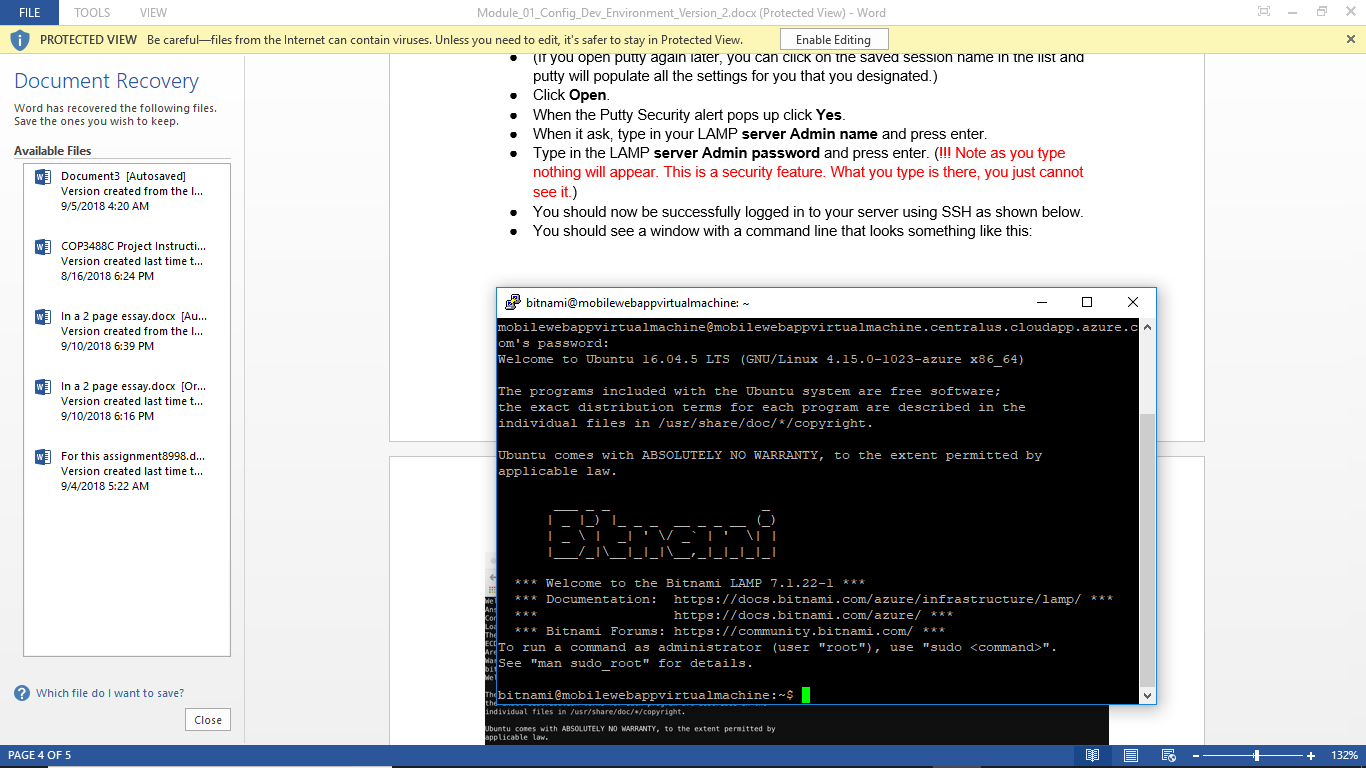 FILE TOOLS VIEW Module_01_Config_Dev_Environment_Version_2.docx (Protected View) - Word
PROTECTED VIEW Be careful—files from the Internet can contain viruses. Unless you need to edit, it's safer to stay in Protected View. Enable Editing
Document Recovery
Word has recovered the following files.
Save the ones you wish to keep.
Available Files
Document3 [Autosaved]
Version created from the l...
9/5/2018 4:20 AM
COP3488C Project Instructi...
Version created last time t...
8/16/2018 6:24 PM
In a 2 page essay.docx [Au...
Version created from the l...
9/10/2018 6:39 PM
In a 2 page essay.docx [Or...
Version created last time t...
9/10/2018 6:16 PM
For this assignment8998.d...
Version created last time t...
9/4/2018 5:22 AM
Which file do I want to save?
Close
● (If you open putty again later, you can click on the saved session name in the list and
putty will populate all the settings for you that you designated.)
● Click Open.
● When the Putty Security alert pops up click Yes.
● When it ask, type in your LAMP server Admin name and press enter.
● Type in the LAMP server Admin password and press enter. (!!! Note as you type
nothing will appear. This is a security feature. What you type is there, you just cannot
see it.)
● You should now be successfully logged in to your server using SSH as shown below.
● You should see a window with a command line that looks something like this:
bitnami@mobilewebappvirtualmachine: ~
mobilewebappvirtualmachine@mobilewebappvirtualmachine.centralus.cloudapp.azure.c
om's password:
Welcome to Ubuntu 16.04.5 LTS (GNU/Linux 4.15.0-1023-azure x86_64)
The programs included with the Ubuntu system are free software;
the exact distribution terms for each program are described in the
individual files in /usr/share/doc/*/copyright.
Ubuntu comes with ABSOLUTELY NO WARRANTY, to the extent permitted by
applicable law.
Bitnami
*** Welcome to the Bitnami LAMP 7.1.22-1 ***
*** Documentation: https://docs.bitnami.com/azure/infrastructure/lamp/ ***
*** https://docs.bitnami.com/azure/ ***
*** Bitnami Forums: https://community.bitnami.com/ ***
To run a command as administrator (user "root"), use "sudo <command>".
See "man sudo_root" for details.
bitnami@mobilewebappvirtualmachine:~$
individual files in /usr/share/doc/*/copyright.
Ubuntu comes with ABSOLUTELY NO WARRANTY, to the extent permitted by
applicable law.
PAGE 4 OF 5 132%